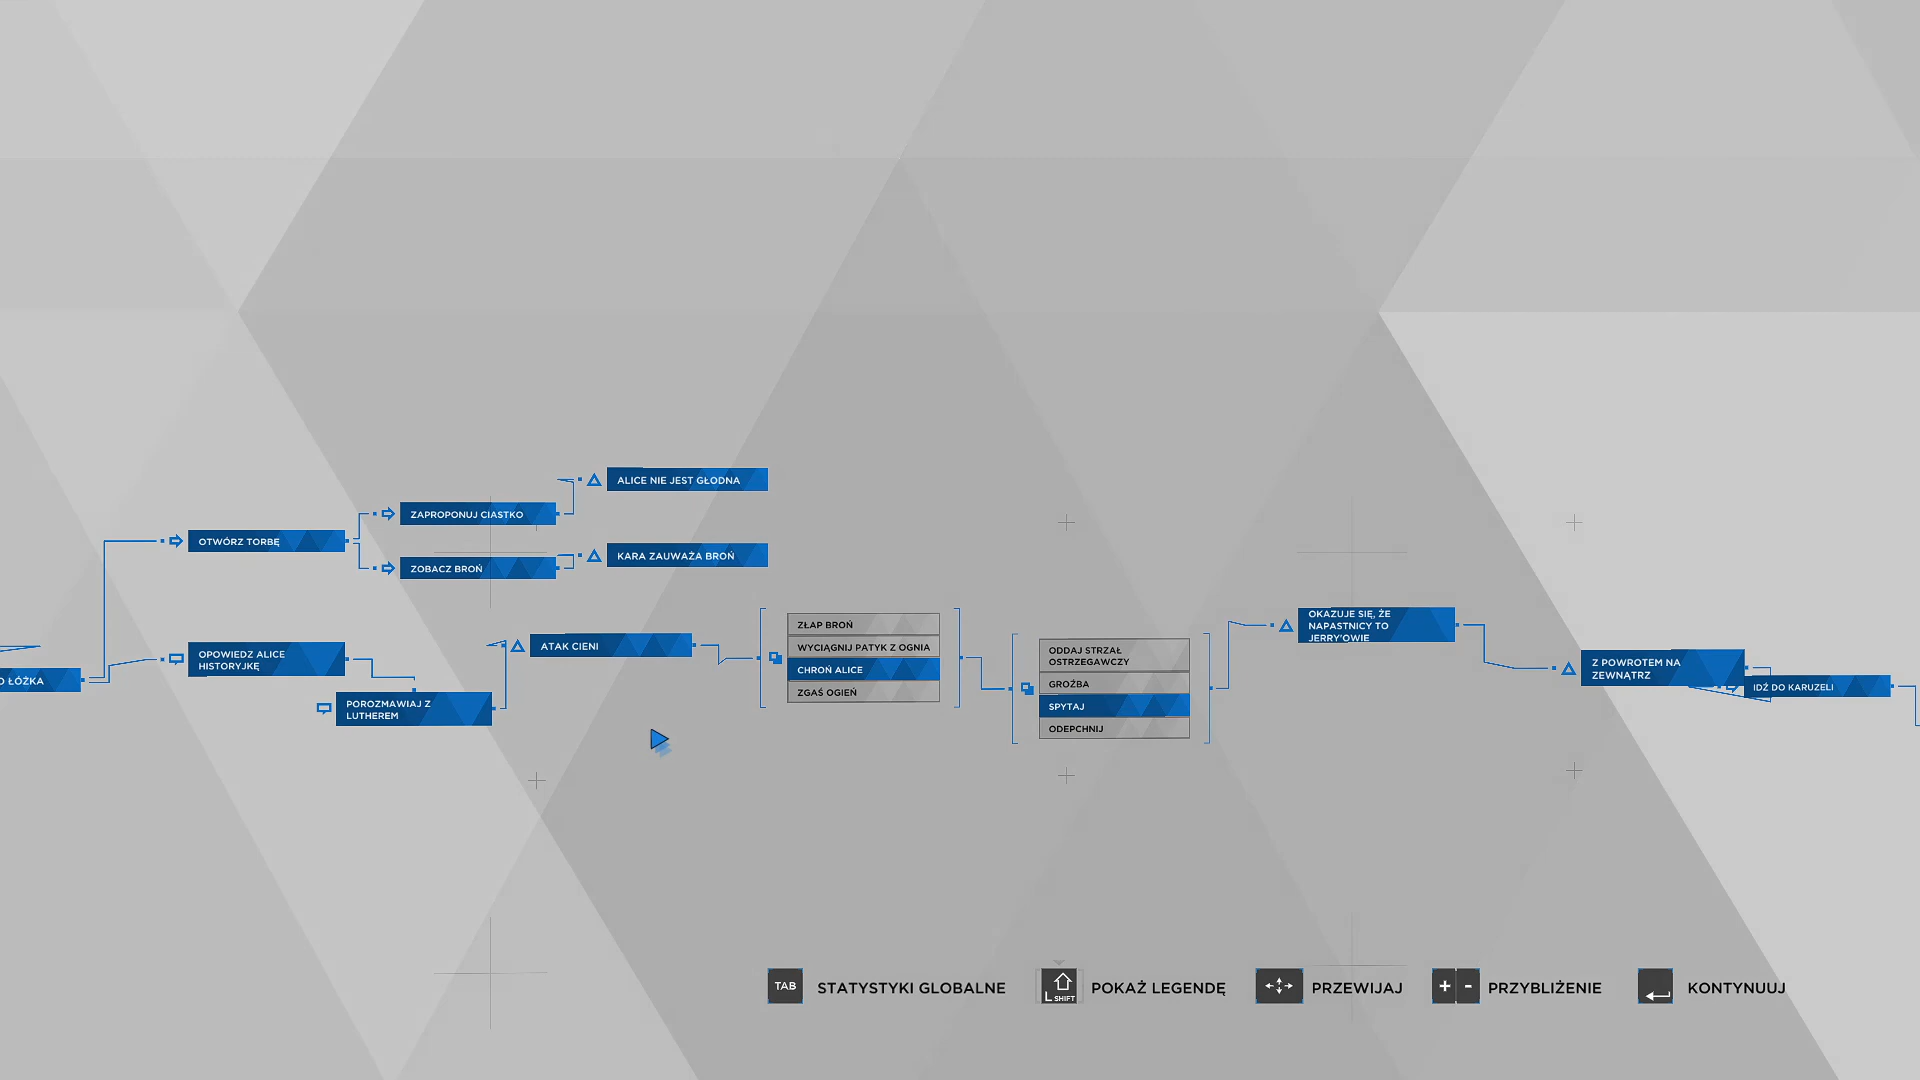 ALICE NIE JEST GŁODNA
ZAPROPONUJ CIASTKO
OTWÓRZ TORBĘ
KARA ZAUWAŻA BROŃ
ZOBACZ BROŃ
O ŁÓŻKA
OPOWIEDZ ALICE
HISTORYJKĘ
POROZMAWIAJ Z
LUTHEREM
ATAK CIENI
ZŁAP BROŃ
WYCIĄGNIJ PATYK Z OGNIA
CHROŃ ALICE
ZGAŚ OGIEŃ
ODDAJ STRZAŁ
OSTRZEGAWCZY
GROŹBA
SPYTAJ
ODEPCHNIJ
OKAZUJE SIĘ, ŻE
NAPASTNICY TO
JERRY'OWIE
Z POWROTEM NA
ZEWNĄTRZ
IDŹ DO KARUZELI
TAB STATYSTYKI GLOBALNE
L SHIFT POKAŻ LEGENDĘ
PRZEWIJAJ
+ - PRZYBLIŻENIE
KONTYNUUJ